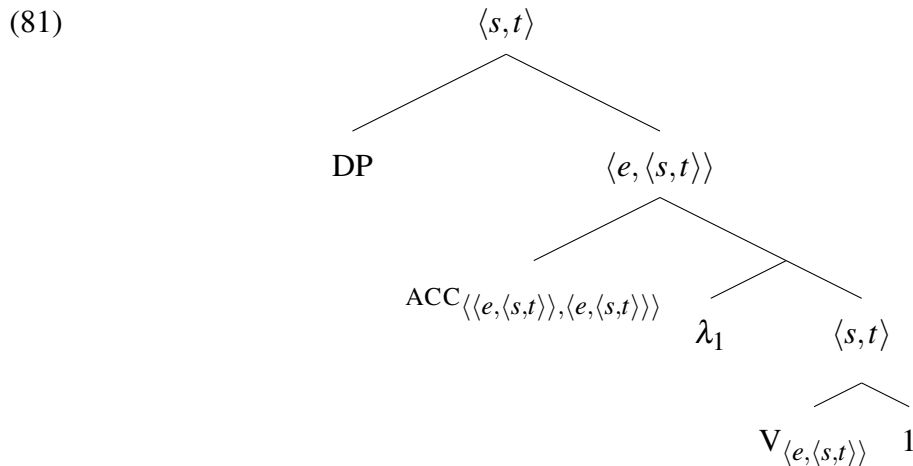 (81) ⟨s,t⟩
DP ⟨e,⟨s,t⟩⟩
ACC⟨⟨e,⟨s,t⟩⟩,⟨e,⟨s,t⟩⟩⟩ λ1 ⟨s,t⟩
V⟨e,⟨s,t⟩⟩ 1